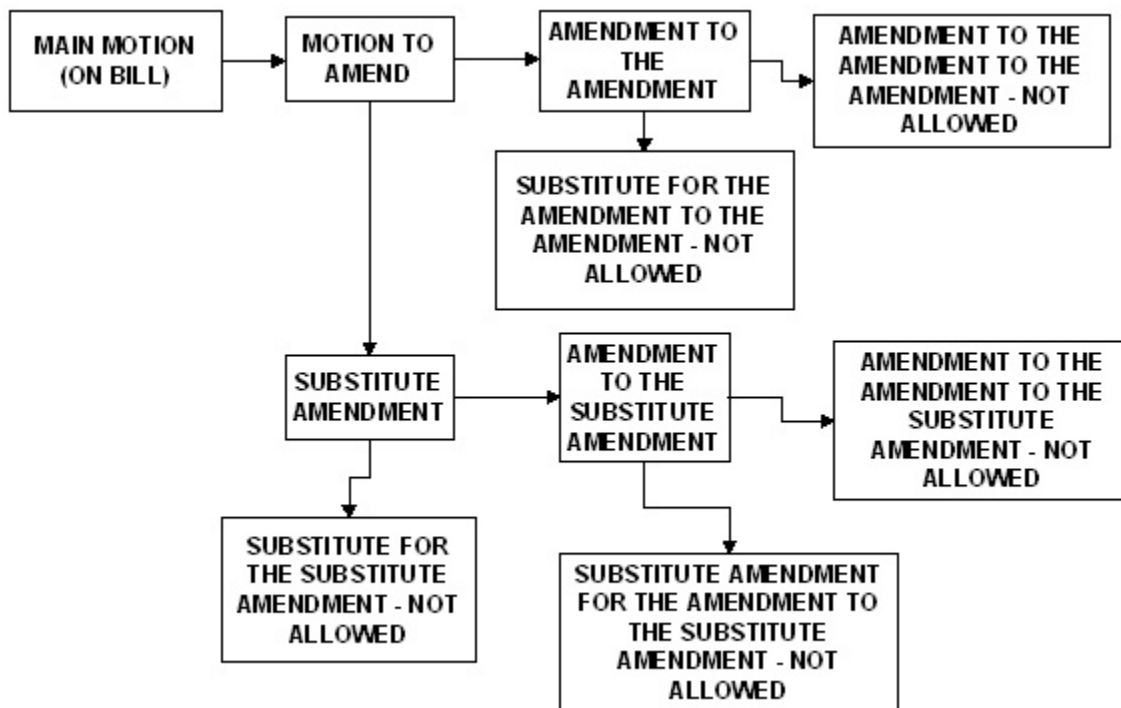 MAIN MOTION
(ON BILL)
MOTION TO
AMEND
AMENDMENT TO
THE
AMENDMENT
AMENDMENT TO THE
AMENDMENT TO THE
AMENDMENT - NOT
ALLOWED
SUBSTITUTE FOR THE
AMENDMENT TO THE
AMENDMENT - NOT
ALLOWED
SUBSTITUTE
AMENDMENT
AMENDMENT
TO THE
SUBSTITUTE
AMENDMENT
AMENDMENT TO THE
AMENDMENT TO THE
SUBSTITUTE
AMENDMENT - NOT
ALLOWED
SUBSTITUTE FOR
THE SUBSTITUTE
AMENDMENT - NOT
ALLOWED
SUBSTITUTE AMENDMENT
FOR THE AMENDMENT TO
THE SUBSTITUTE
AMENDMENT - NOT
ALLOWED